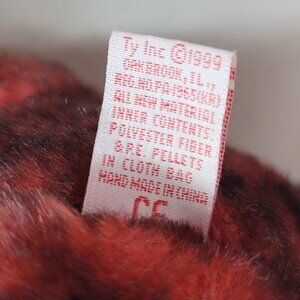 Ty Inc ©1999
OAKBROOK, IL.,
REG.NO.PA-1965(KR)
ALL NEW MATERIAL
INNER CONTENTS:
POLYESTER FIBER
& P.E. PELLETS
IN CLOTH BAG
HAND MADE IN CHINA
CE